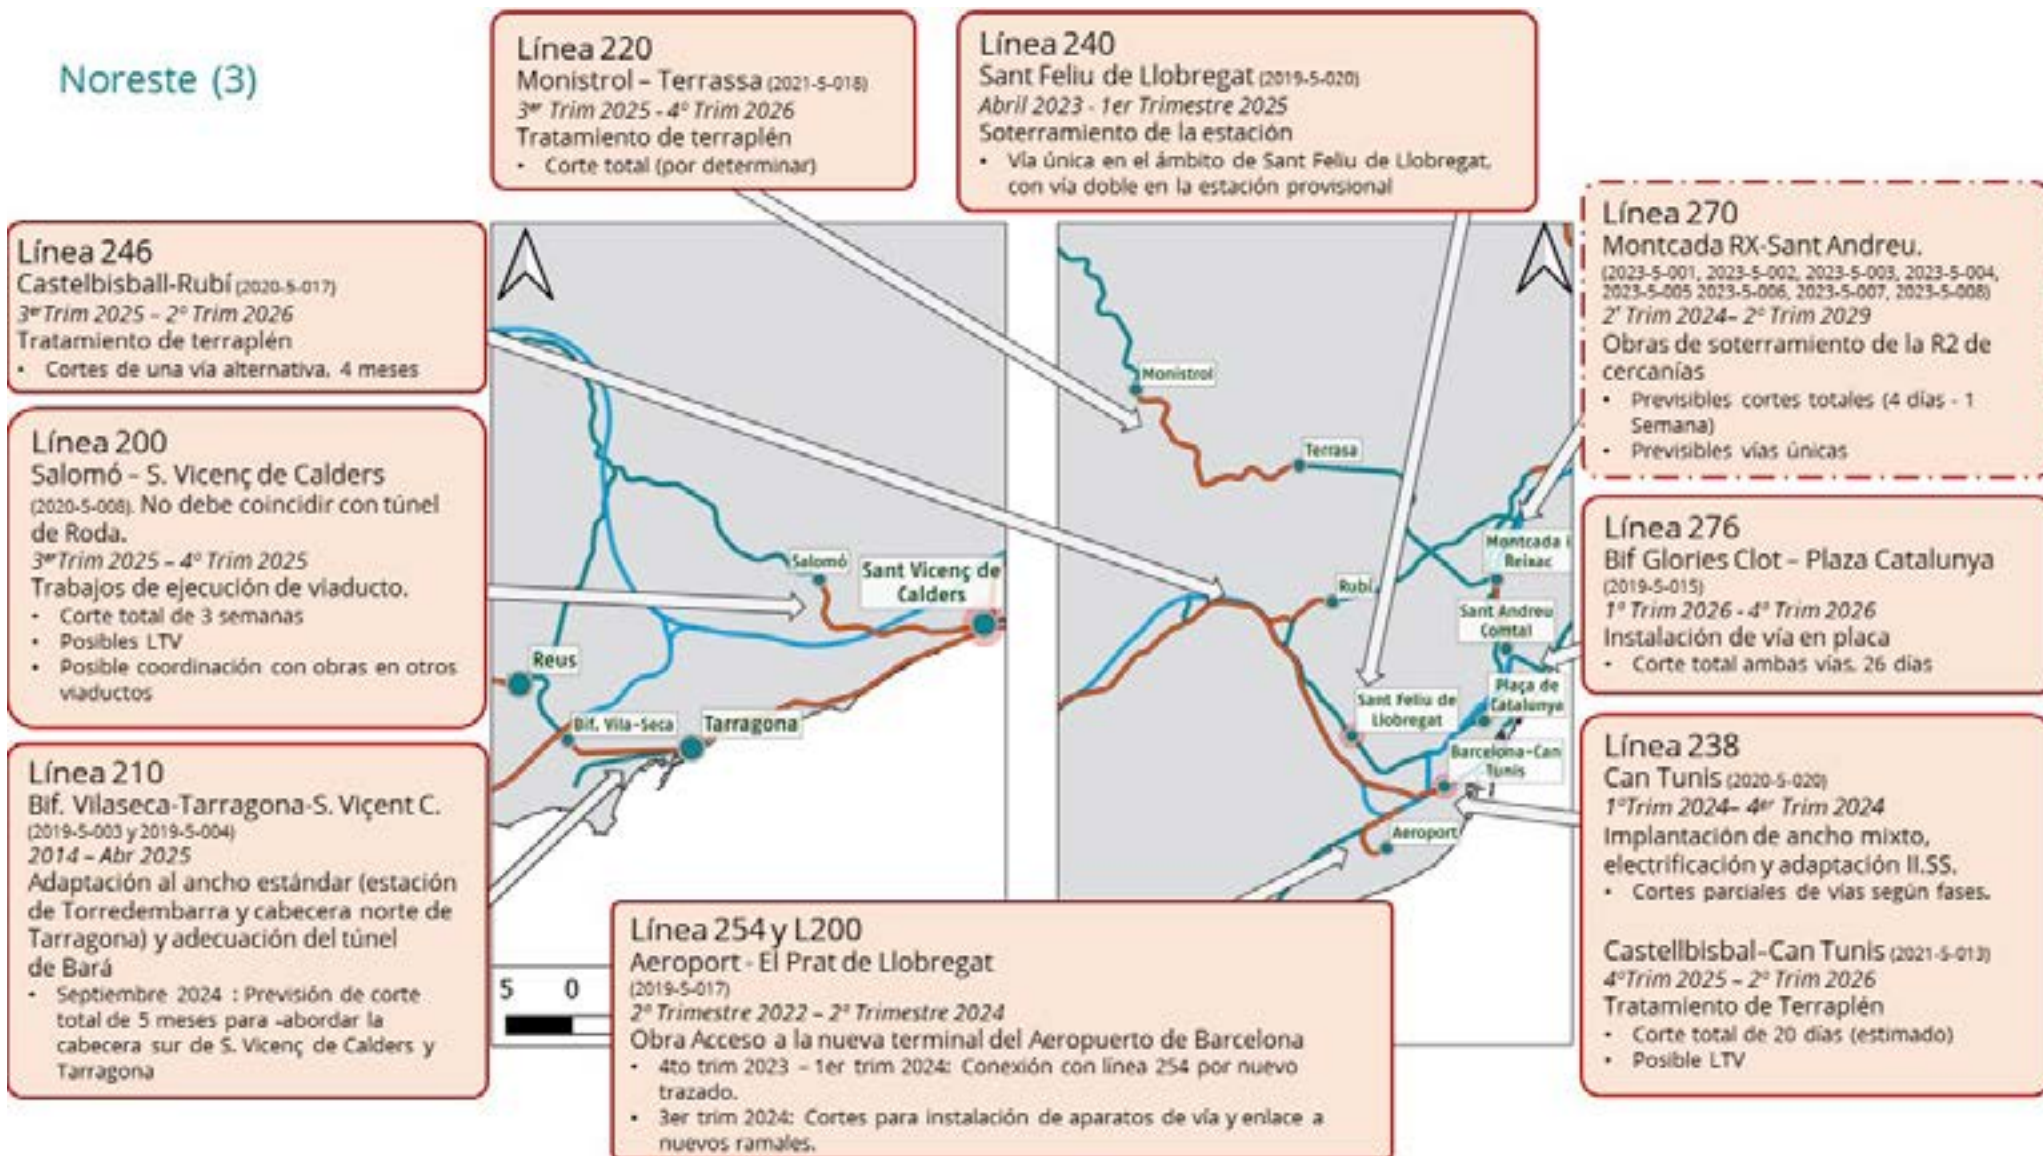 Noreste (3)
Línea 220
Monistrol – Terrassa (2021-5-018)
3er Trim 2025 - 4º Trim 2026
Tratamiento de terraplén
• Corte total (por determinar)
Línea 240
Sant Feliu de Llobregat (2019-5-020)
Abril 2023 - 1er Trimestre 2025
Soterramiento de la estación
• Vía única en el ámbito de Sant Feliu de Llobregat,
con vía doble en la estación provisional
Línea 246
Castelbisball-Rubí (2020-5-017)
3er Trim 2025 – 2º Trim 2026
Tratamiento de terraplén
• Cortes de una vía alternativa. 4 meses
Línea 200
Salomó – S. Vicenç de Calders
(2020-5-008). No debe coincidir con túnel
de Roda.
3er Trim 2025 – 4º Trim 2025
Trabajos de ejecución de viaducto.
• Corte total de 3 semanas
• Posibles LTV
• Posible coordinación con obras en otros
viaductos
Línea 210
Bif. Vilaseca-Tarragona-S. Viçent C.
(2019-5-003 y 2019-5-004)
2014 – Abr 2025
Adaptación al ancho estándar (estación
de Torredembarra y cabecera norte de
Tarragona) y adecuación del túnel
de Bará
• Septiembre 2024 : Previsión de corte
total de 5 meses para -abordar la
cabecera sur de S. Vicenç de Calders y
Tarragona
Salomó
Sant Vicenç de
Calders
Reus
Bif. Vila-Seca
Tarragona
5 0
Monistrol
Terrasa
Montcada i
Reixac
Rubí
Sant Andreu
Comtal
Sant Feliu de
Llobregat
Plaça de
Catalunya
Barcelona-Can
Tunis
Aeroport
Línea 254 y L200
Aeroport - El Prat de Llobregat
(2019-5-017)
2º Trimestre 2022 – 2º Trimestre 2024
Obra Acceso a la nueva terminal del Aeropuerto de Barcelona
• 4to trim 2023 – 1er trim 2024: Conexión con línea 254 por nuevo
trazado.
• 3er trim 2024: Cortes para instalación de aparatos de vía y enlace a
nuevos ramales.
Línea 270
Montcada RX-Sant Andreu.
(2023-5-001, 2023-5-002, 2023-5-003, 2023-5-004,
2023-5-005 2023-5-006, 2023-5-007, 2023-5-008)
2º Trim 2024– 2º Trim 2029
Obras de soterramiento de la R2 de
cercanías
• Previsibles cortes totales (4 días - 1
Semana)
• Previsibles vías únicas
Línea 276
Bif Glories Clot – Plaza Catalunya
(2019-5-015)
1º Trim 2026 - 4º Trim 2026
Instalación de vía en placa
• Corte total ambas vías. 26 días
Línea 238
Can Tunis (2020-5-020)
1ºTrim 2024– 4er Trim 2024
Implantación de ancho mixto,
electrificación y adaptación II.SS.
• Cortes parciales de vías según fases.
Castellbisbal–Can Tunis (2021-5-013)
4ºTrim 2025 – 2º Trim 2026
Tratamiento de Terraplén
• Corte total de 20 días (estimado)
• Posible LTV